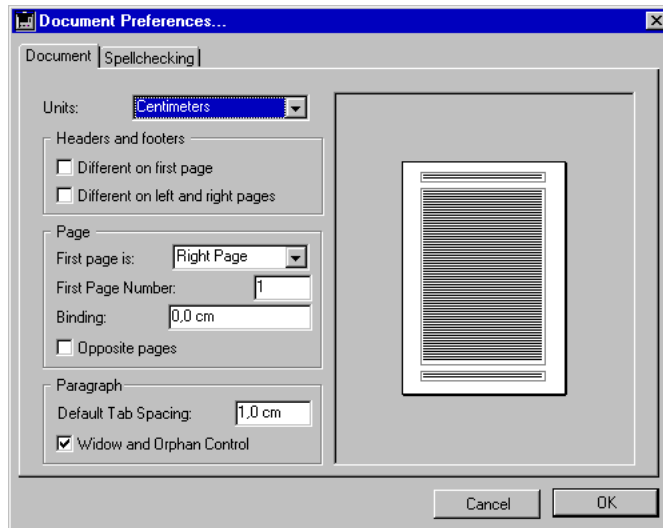 Document Preferences...
Document
Spellchecking
Units: Centimeters
Headers and footers
Different on first page
Different on left and right pages
Page
First page is: Right Page
First Page Number: 1
Binding: 0,0 cm
Opposite pages
Paragraph
Default Tab Spacing: 1,0 cm
Widow and Orphan Control
Cancel
OK